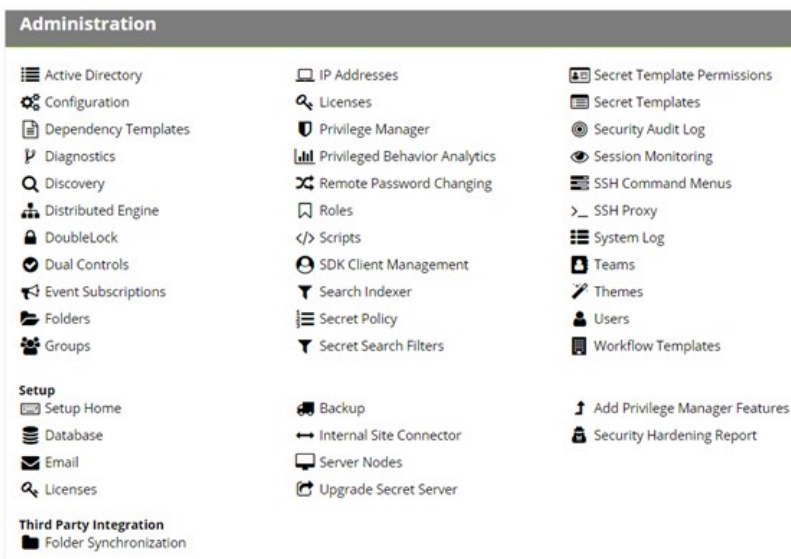 Administration
Active Directory
IP Addresses
Secret Template Permissions
Configuration
Licenses
Secret Templates
Dependency Templates
Privilege Manager
Security Audit Log
Diagnostics
Privileged Behavior Analytics
Session Monitoring
Discovery
Remote Password Changing
SSH Command Menus
Distributed Engine
Roles
SSH Proxy
DoubleLock
Scripts
System Log
Dual Controls
SDK Client Management
Teams
Event Subscriptions
Search Indexer
Themes
Folders
Secret Policy
Users
Groups
Secret Search Filters
Workflow Templates
Setup
Setup Home
Backup
Add Privilege Manager Features
Database
Internal Site Connector
Security Hardening Report
Email
Server Nodes
Licenses
Upgrade Secret Server
Third Party Integration
Folder Synchronization